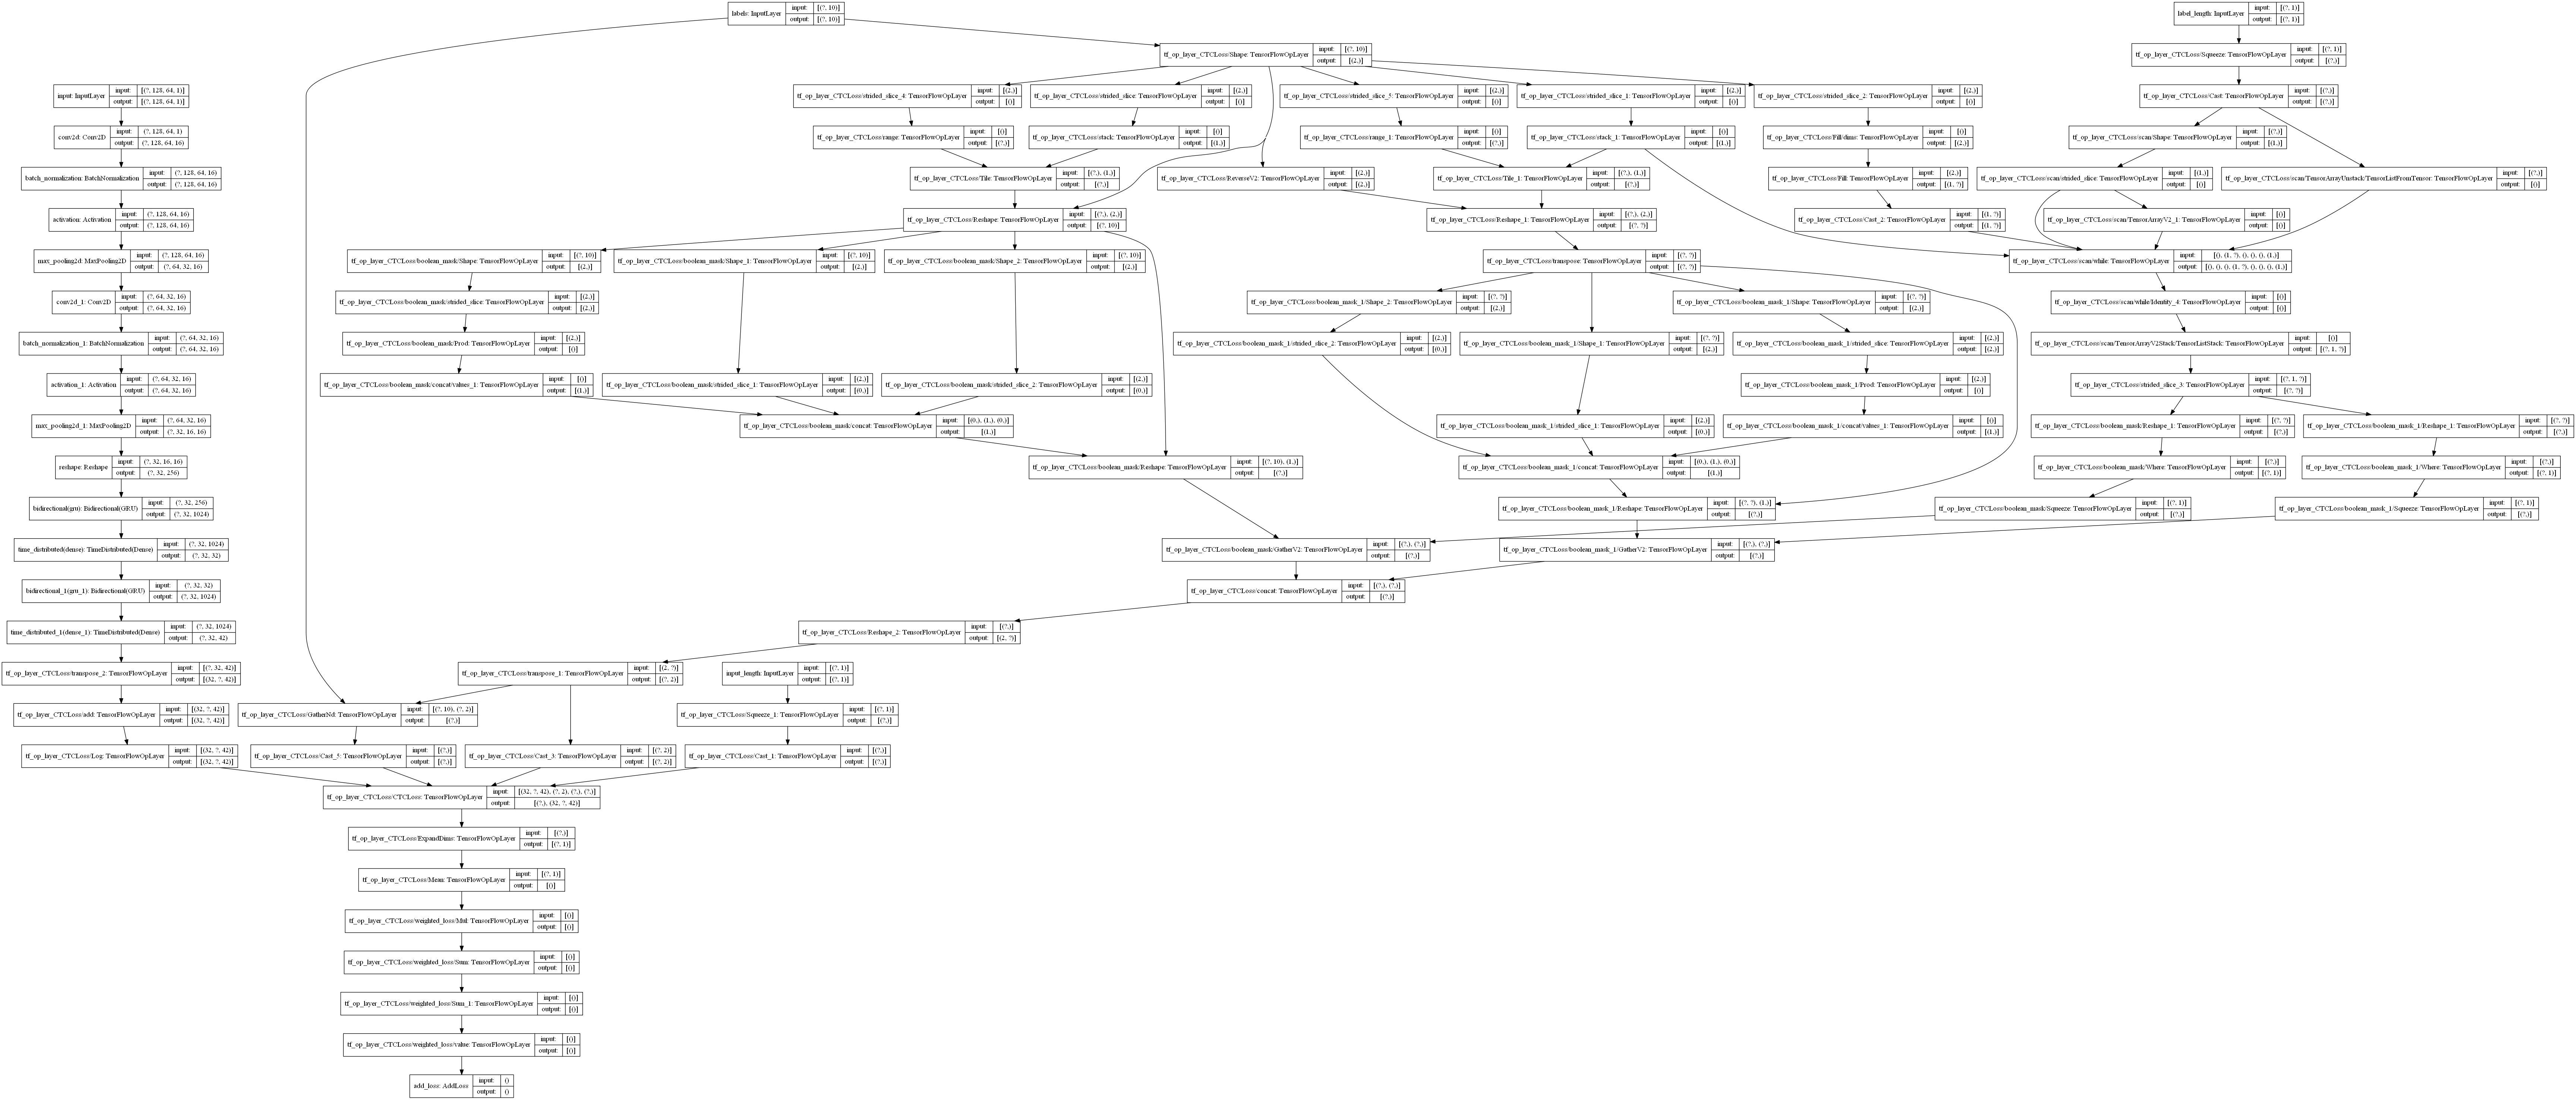 labels: InputLayer input: [(?, 10)]
output: [(?, 10)]
label_length: InputLayer input: [(?, 1)]
output: [(?, 1)]
tf_op_layer_CTCLoss/Shape: TensorFlowOpLayer input: [(?, 10)]
output: [(2,)]
tf_op_layer_CTCLoss/Squeeze: TensorFlowOpLayer input: [(?, 1)]
output: [(?,)]
input: InputLayer input: [(?, 128, 64, 1)]
output: [(?, 128, 64, 1)]
tf_op_layer_CTCLoss/strided_slice_4: TensorFlowOpLayer input: [(2,)]
output: [()]
tf_op_layer_CTCLoss/strided_slice: TensorFlowOpLayer input: [(2,)]
output: [()]
tf_op_layer_CTCLoss/strided_slice_5: TensorFlowOpLayer input: [(2,)]
output: [()]
tf_op_layer_CTCLoss/strided_slice_1: TensorFlowOpLayer input: [(2,)]
output: [()]
tf_op_layer_CTCLoss/strided_slice_2: TensorFlowOpLayer input: [(2,)]
output: [()]
tf_op_layer_CTCLoss/Cast: TensorFlowOpLayer input: [(?,)]
output: [(?,)]
conv2d: Conv2D input: (?, 128, 64, 1)
output: (?, 128, 64, 16)
tf_op_layer_CTCLoss/range: TensorFlowOpLayer input: [()]
output: [(?,)]
tf_op_layer_CTCLoss/stack: TensorFlowOpLayer input: [()]
output: [(1,)]
tf_op_layer_CTCLoss/range_1: TensorFlowOpLayer input: [()]
output: [(?,)]
tf_op_layer_CTCLoss/stack_1: TensorFlowOpLayer input: [()]
output: [(1,)]
tf_op_layer_CTCLoss/Fill/dims: TensorFlowOpLayer input: [()]
output: [(2,)]
tf_op_layer_CTCLoss/scan/Shape: TensorFlowOpLayer input: [(?,)]
output: [(1,)]
batch_normalization: BatchNormalization input: (?, 128, 64, 16)
output: (?, 128, 64, 16)
tf_op_layer_CTCLoss/Tile: TensorFlowOpLayer input: [(?,), (1,)]
output: [(?,)]
tf_op_layer_CTCLoss/ReverseV2: TensorFlowOpLayer input: [(2,)]
output: [(2,)]
tf_op_layer_CTCLoss/Tile_1: TensorFlowOpLayer input: [(?,), (1,)]
output: [(?,)]
tf_op_layer_CTCLoss/Fill: TensorFlowOpLayer input: [(2,)]
output: [(1, ?)]
tf_op_layer_CTCLoss/scan/strided_slice: TensorFlowOpLayer input: [(1,)]
output: [()]
tf_op_layer_CTCLoss/scan/TensorArrayUnstack/TensorListFromTensor: TensorFlowOpLayer input: [(?,)]
output: [()]
activation: Activation input: (?, 128, 64, 16)
output: (?, 128, 64, 16)
tf_op_layer_CTCLoss/Reshape: TensorFlowOpLayer input: [(?,), (2,)]
output: [(?, 10)]
tf_op_layer_CTCLoss/Reshape_1: TensorFlowOpLayer input: [(?,), (2,)]
output: [(?, ?)]
tf_op_layer_CTCLoss/Cast_2: TensorFlowOpLayer input: [(1, ?)]
output: [(1, ?)]
tf_op_layer_CTCLoss/scan/TensorArrayV2_1: TensorFlowOpLayer input: [()]
output: [()]
max_pooling2d: MaxPooling2D input: (?, 128, 64, 16)
output: (?, 64, 32, 16)
tf_op_layer_CTCLoss/boolean_mask/Shape: TensorFlowOpLayer input: [(?, 10)]
output: [(2,)]
tf_op_layer_CTCLoss/boolean_mask/Shape_1: TensorFlowOpLayer input: [(?, 10)]
output: [(2,)]
tf_op_layer_CTCLoss/boolean_mask/Shape_2: TensorFlowOpLayer input: [(?, 10)]
output: [(2,)]
tf_op_layer_CTCLoss/transpose: TensorFlowOpLayer input: [(?, ?)]
output: [(?, ?)]
tf_op_layer_CTCLoss/scan/while: TensorFlowOpLayer input: [(), (1, ?), (), (), (), (1,)]
output: [(), (), (), (1, ?), (), (), (), (1,)]
conv2d_1: Conv2D input: (?, 64, 32, 16)
output: (?, 64, 32, 16)
tf_op_layer_CTCLoss/boolean_mask/strided_slice: TensorFlowOpLayer input: [(2,)]
output: [(2,)]
tf_op_layer_CTCLoss/boolean_mask_1/Shape_2: TensorFlowOpLayer input: [(?, ?)]
output: [(2,)]
tf_op_layer_CTCLoss/boolean_mask_1/Shape: TensorFlowOpLayer input: [(?, ?)]
output: [(2,)]
tf_op_layer_CTCLoss/scan/while/Identity_4: TensorFlowOpLayer input: [()]
output: [()]
batch_normalization_1: BatchNormalization input: (?, 64, 32, 16)
output: (?, 64, 32, 16)
tf_op_layer_CTCLoss/boolean_mask/Prod: TensorFlowOpLayer input: [(2,)]
output: [()]
tf_op_layer_CTCLoss/boolean_mask_1/strided_slice_2: TensorFlowOpLayer input: [(2,)]
output: [(0,)]
tf_op_layer_CTCLoss/boolean_mask_1/Shape_1: TensorFlowOpLayer input: [(?, ?)]
output: [(2,)]
tf_op_layer_CTCLoss/boolean_mask_1/strided_slice: TensorFlowOpLayer input: [(2,)]
output: [(2,)]
tf_op_layer_CTCLoss/scan/TensorArrayV2Stack/TensorListStack: TensorFlowOpLayer input: [()]
output: [(?, 1, ?)]
activation_1: Activation input: (?, 64, 32, 16)
output: (?, 64, 32, 16)
tf_op_layer_CTCLoss/boolean_mask/concat/values_1: TensorFlowOpLayer input: [()]
output: [(1,)]
tf_op_layer_CTCLoss/boolean_mask/strided_slice_1: TensorFlowOpLayer input: [(2,)]
output: [(0,)]
tf_op_layer_CTCLoss/boolean_mask/strided_slice_2: TensorFlowOpLayer input: [(2,)]
output: [(0,)]
tf_op_layer_CTCLoss/boolean_mask_1/Prod: TensorFlowOpLayer input: [(2,)]
output: [()]
tf_op_layer_CTCLoss/strided_slice_3: TensorFlowOpLayer input: [(?, 1, ?)]
output: [(?, ?)]
max_pooling2d_1: MaxPooling2D input: (?, 64, 32, 16)
output: (?, 32, 16, 16)
tf_op_layer_CTCLoss/boolean_mask/concat: TensorFlowOpLayer input: [(0,), (1,), (0,)]
output: [(1,)]
tf_op_layer_CTCLoss/boolean_mask_1/strided_slice_1: TensorFlowOpLayer input: [(2,)]
output: [(0,)]
tf_op_layer_CTCLoss/boolean_mask_1/concat/values_1: TensorFlowOpLayer input: [()]
output: [(1,)]
tf_op_layer_CTCLoss/boolean_mask/Reshape_1: TensorFlowOpLayer input: [(?, ?)]
output: [(?,)]
tf_op_layer_CTCLoss/boolean_mask_1/Reshape_1: TensorFlowOpLayer input: [(?, ?)]
output: [(?,)]
reshape: Reshape input: (?, 32, 16, 16)
output: (?, 32, 256)
tf_op_layer_CTCLoss/boolean_mask/Reshape: TensorFlowOpLayer input: [(?, 10), (1,)]
output: [(?,)]
tf_op_layer_CTCLoss/boolean_mask_1/concat: TensorFlowOpLayer input: [(0,), (1,), (0,)]
output: [(1,)]
tf_op_layer_CTCLoss/boolean_mask/Where: TensorFlowOpLayer input: [(?,)]
output: [(?, 1)]
tf_op_layer_CTCLoss/boolean_mask_1/Where: TensorFlowOpLayer input: [(?,)]
output: [(?, 1)]
bidirectional(gru): Bidirectional(GRU) input: (?, 32, 256)
output: (?, 32, 1024)
tf_op_layer_CTCLoss/boolean_mask_1/Reshape: TensorFlowOpLayer input: [(?, ?), (1,)]
output: [(?,)]
tf_op_layer_CTCLoss/boolean_mask/Squeeze: TensorFlowOpLayer input: [(?, 1)]
output: [(?,)]
tf_op_layer_CTCLoss/boolean_mask_1/Squeeze: TensorFlowOpLayer input: [(?, 1)]
output: [(?,)]
time_distributed(dense): TimeDistributed(Dense) input: (?, 32, 1024)
output: (?, 32, 32)
tf_op_layer_CTCLoss/boolean_mask/GatherV2: TensorFlowOpLayer input: [(?,), (?,)]
output: [(?,)]
tf_op_layer_CTCLoss/boolean_mask_1/GatherV2: TensorFlowOpLayer input: [(?,), (?,)]
output: [(?,)]
bidirectional_1(gru_1): Bidirectional(GRU) input: (?, 32, 32)
output: (?, 32, 1024)
tf_op_layer_CTCLoss/concat: TensorFlowOpLayer input: [(?,), (?,)]
output: [(?,)]
time_distributed_1(dense_1): TimeDistributed(Dense) input: (?, 32, 1024)
output: (?, 32, 42)
tf_op_layer_CTCLoss/Reshape_2: TensorFlowOpLayer input: [(?,)]
output: [(2, ?)]
tf_op_layer_CTCLoss/transpose_2: TensorFlowOpLayer input: [(?, 32, 42)]
output: [(32, ?, 42)]
tf_op_layer_CTCLoss/transpose_1: TensorFlowOpLayer input: [(2, ?)]
output: [(?, 2)]
input_length: InputLayer input: [(?, 1)]
output: [(?, 1)]
tf_op_layer_CTCLoss/add: TensorFlowOpLayer input: [(32, ?, 42)]
output: [(32, ?, 42)]
tf_op_layer_CTCLoss/GatherNd: TensorFlowOpLayer input: [(?, 10), (?, 2)]
output: [(?,)]
tf_op_layer_CTCLoss/Squeeze_1: TensorFlowOpLayer input: [(?, 1)]
output: [(?,)]
tf_op_layer_CTCLoss/Log: TensorFlowOpLayer input: [(32, ?, 42)]
output: [(32, ?, 42)]
tf_op_layer_CTCLoss/Cast_5: TensorFlowOpLayer input: [(?,)]
output: [(?,)]
tf_op_layer_CTCLoss/Cast_3: TensorFlowOpLayer input: [(?, 2)]
output: [(?, 2)]
tf_op_layer_CTCLoss/Cast_1: TensorFlowOpLayer input: [(?,)]
output: [(?,)]
tf_op_layer_CTCLoss/CTCLoss: TensorFlowOpLayer input: [(32, ?, 42), (?, 2), (?,), (?,)]
output: [(?,), (32, ?, 42)]
tf_op_layer_CTCLoss/ExpandDims: TensorFlowOpLayer input: [(?,)]
output: [(?, 1)]
tf_op_layer_CTCLoss/Mean: TensorFlowOpLayer input: [(?, 1)]
output: [()]
tf_op_layer_CTCLoss/weighted_loss/Mul: TensorFlowOpLayer input: [()]
output: [()]
tf_op_layer_CTCLoss/weighted_loss/Sum: TensorFlowOpLayer input: [()]
output: [()]
tf_op_layer_CTCLoss/weighted_loss/Sum_1: TensorFlowOpLayer input: [()]
output: [()]
tf_op_layer_CTCLoss/weighted_loss/value: TensorFlowOpLayer input: [()]
output: [()]
add_loss: AddLoss input: ()
output: ()